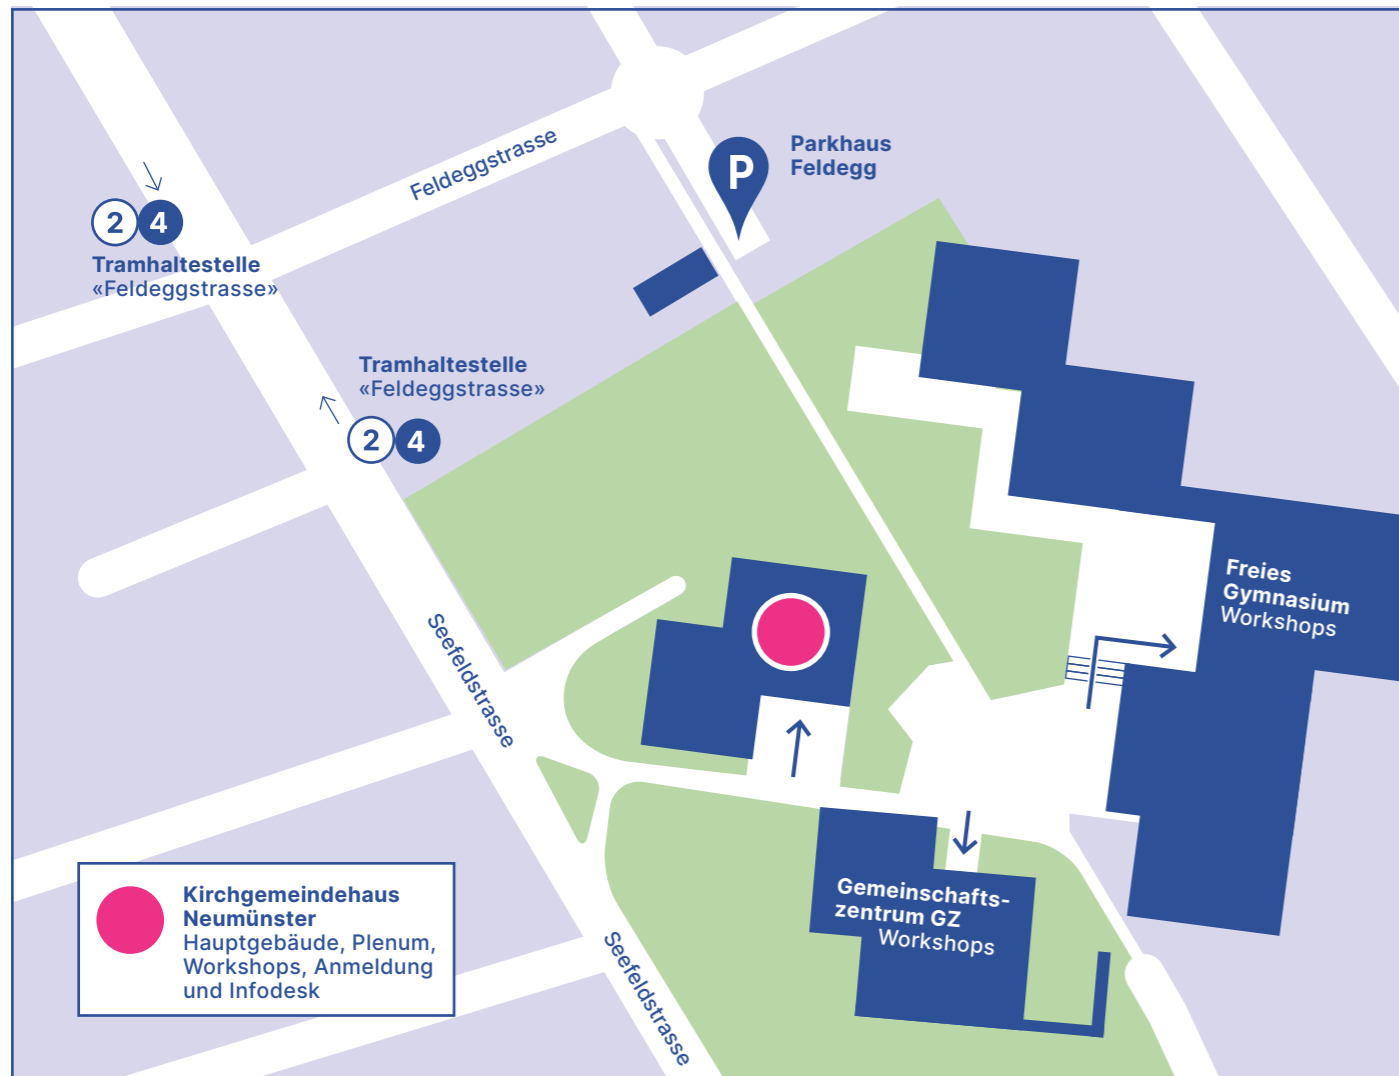 Feldeggstrasse
P
Parkhaus
Feldegg
2 4
Tramhaltestelle
«Feldeggstrasse»
Tramhaltestelle
«Feldeggstrasse»
2 4
Freies
Gymnasium
Workshops
Seefeldstrasse
Kirchgemeindehaus
Neumünster
Hauptgebäude, Plenum,
Workshops, Anmeldung
und Infodesk
Gemeinschafts-
zentrum GZ
Workshops
Seefeldstrasse